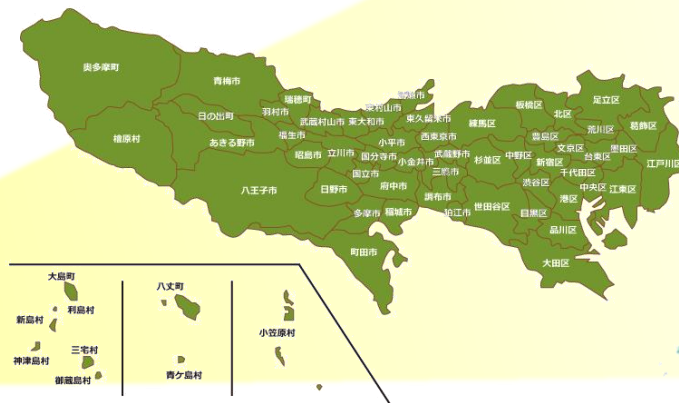 奥多摩町
青梅市
瑞穂町
日の出町
羽村市
檜原村
あきる野市
福生市
武蔵村山市
東大和市
東村山市
清瀬市
東久留米市
昭島市
立川市
国分寺市
小平市
小金井市
西東京市
武蔵野市
三鷹市
八王子市
日野市
国立市
府中市
調布市
狛江市
多摩市
稲城市
町田市
練馬区
板橋区
北区
足立区
豊島区
荒川区
葛飾区
杉並区
中野区
新宿区
文京区
台東区
墨田区
江戸川区
千代田区
渋谷区
中央区
江東区
港区
世田谷区
目黒区
品川区
大田区
大島町
利島村
新島村
神津島村
三宅村
御蔵島村
八丈町
青ケ島村
小笠原村